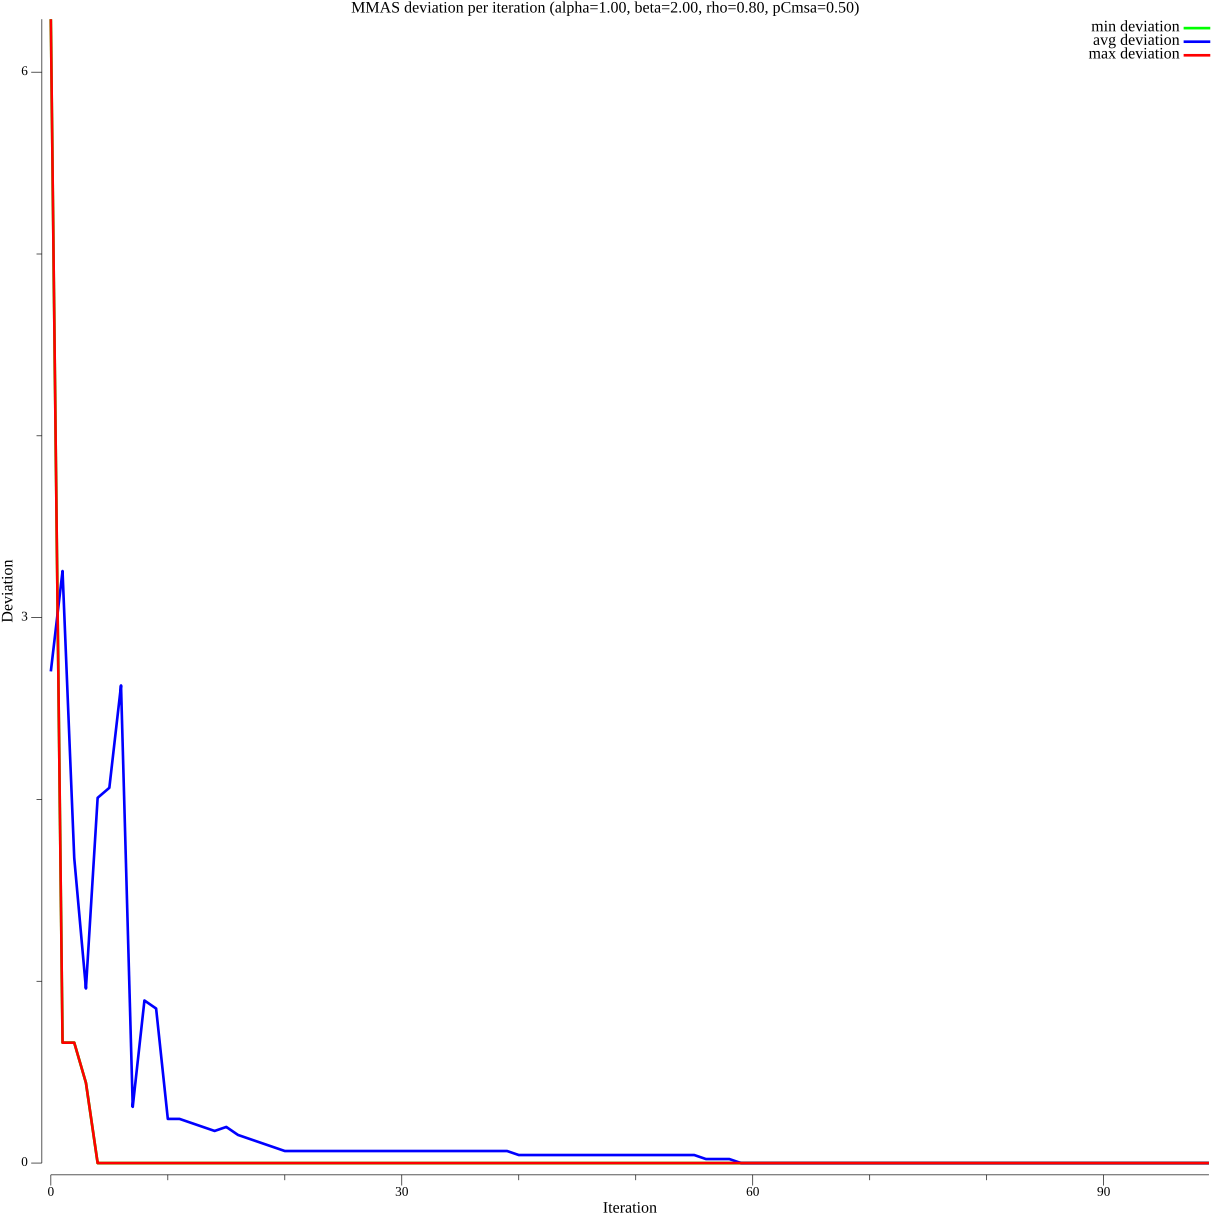 MMAS deviation per iteration (alpha=1.00, beta=2.00, rho=0.80, pCmsa=0.50)
min deviation
avg deviation
max deviation
6
3
0
Deviation
0 30 60 90
Iteration